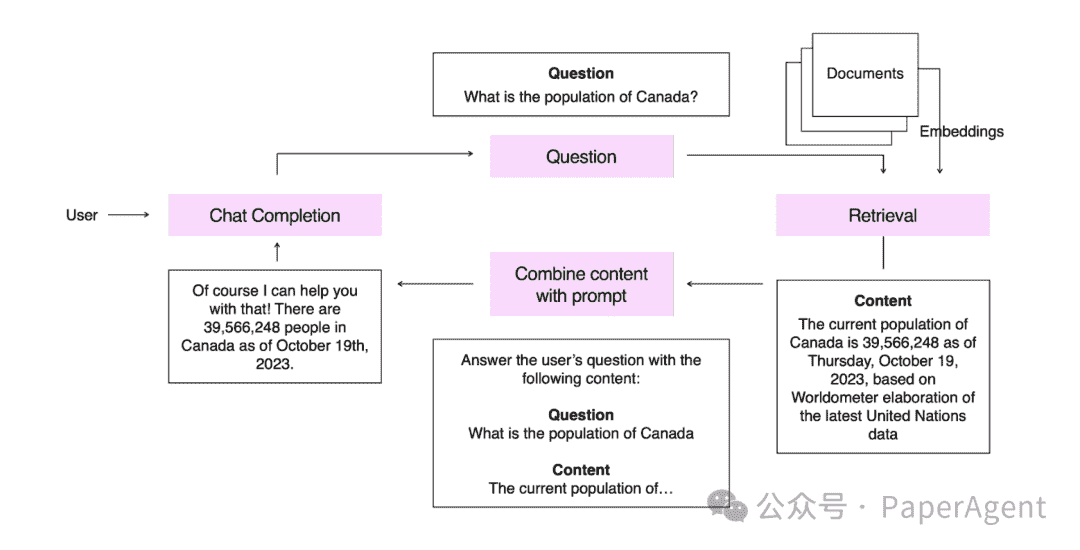 Question
What is the population of Canada?
Documents
Embeddings
Question
User
Chat Completion
Retrieval
Combine content
with prompt
Of course I can help you
with that! There are
39,566,248 people in
Canada as of October 19th,
2023.
Content
The current population of
Canada is 39,566,248 as of
Thursday, October 19,
2023, based on
Worldometer elaboration of
the latest United Nations
data
Answer the user's question with the
following content:
Question
What is the population of Canada
Content
The current population of...
公众号 · PaperAgent